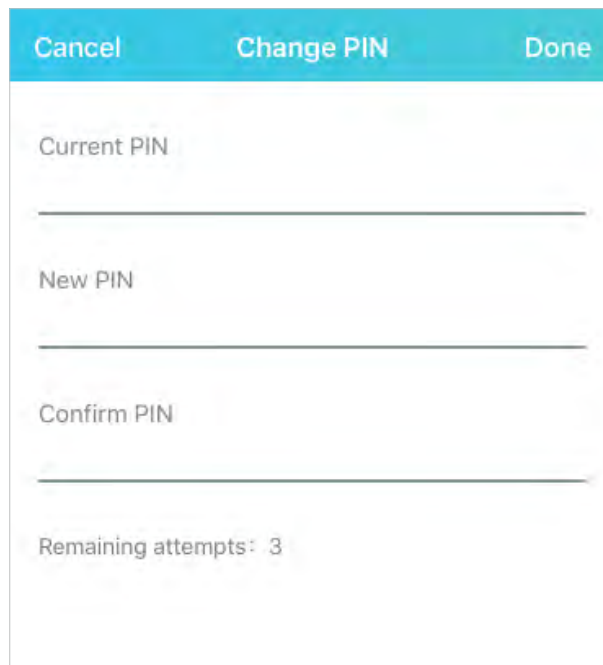 Cancel Change PIN Done
Current PIN
New PIN
Confirm PIN
Remaining attempts: 3